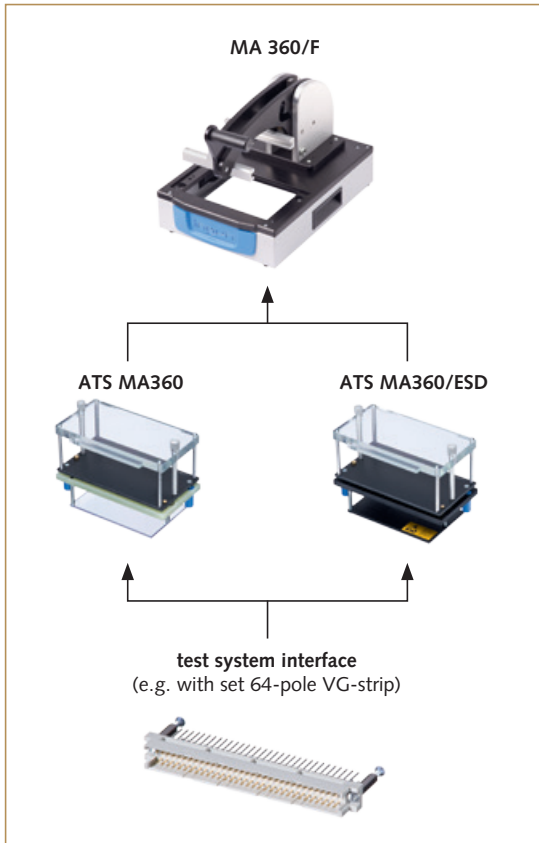 MA 360/F
ATS MA360
ATS MA360/ESD
test system interface
(e.g. with set 64-pole VG-strip)